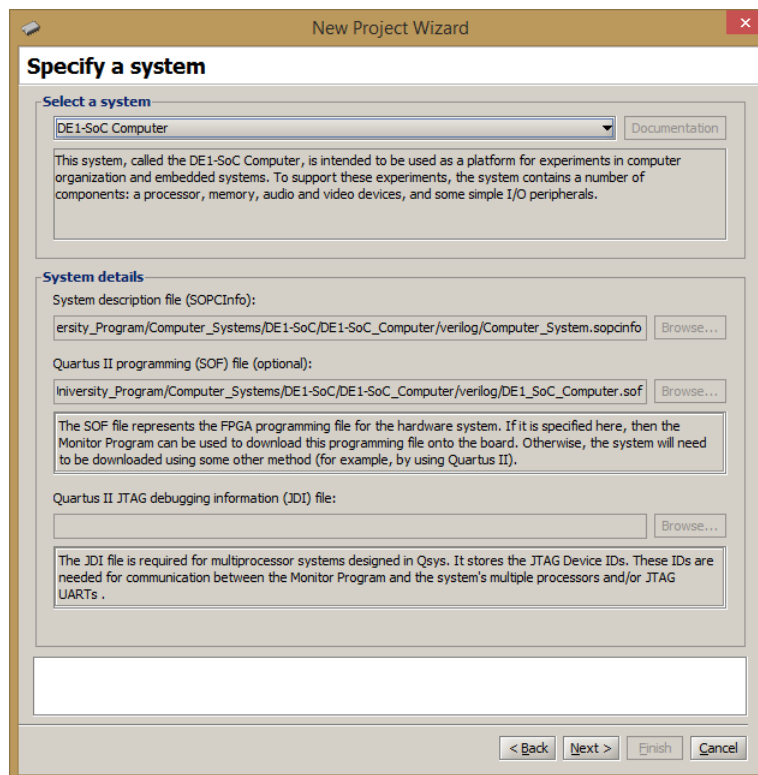 New Project Wizard
Specify a system
Select a system
DE1-SoC Computer
Documentation
This system, called the DE1-SoC Computer, is intended to be used as a platform for experiments in computer
organization and embedded systems. To support these experiments, the system contains a number of
components: a processor, memory, audio and video devices, and some simple I/O peripherals.
System details
System description file (SOPCInfo):
ersity_Program/Computer_Systems/DE1-SoC/DE1-SoC_Computer/verilog/Computer_System.sopcinfo
Browse...
Quartus II programming (SOF) file (optional):
Iniversity_Program/Computer_Systems/DE1-SoC/DE1-SoC_Computer/verilog/DE1_SoC_Computer.sof
Browse...
The SOF file represents the FPGA programming file for the hardware system. If it is specified here, then the
Monitor Program can be used to download this programming file onto the board. Otherwise, the system will need
to be downloaded using some other method (for example, by using Quartus II).
Quartus II JTAG debugging information (JDI) file:
Browse...
The JDI file is required for multiprocessor systems designed in Qsys. It stores the JTAG Device IDs. These IDs are
needed for communication between the Monitor Program and the system's multiple processors and/or JTAG
UARTs .
< Back
Next >
Finish
Cancel